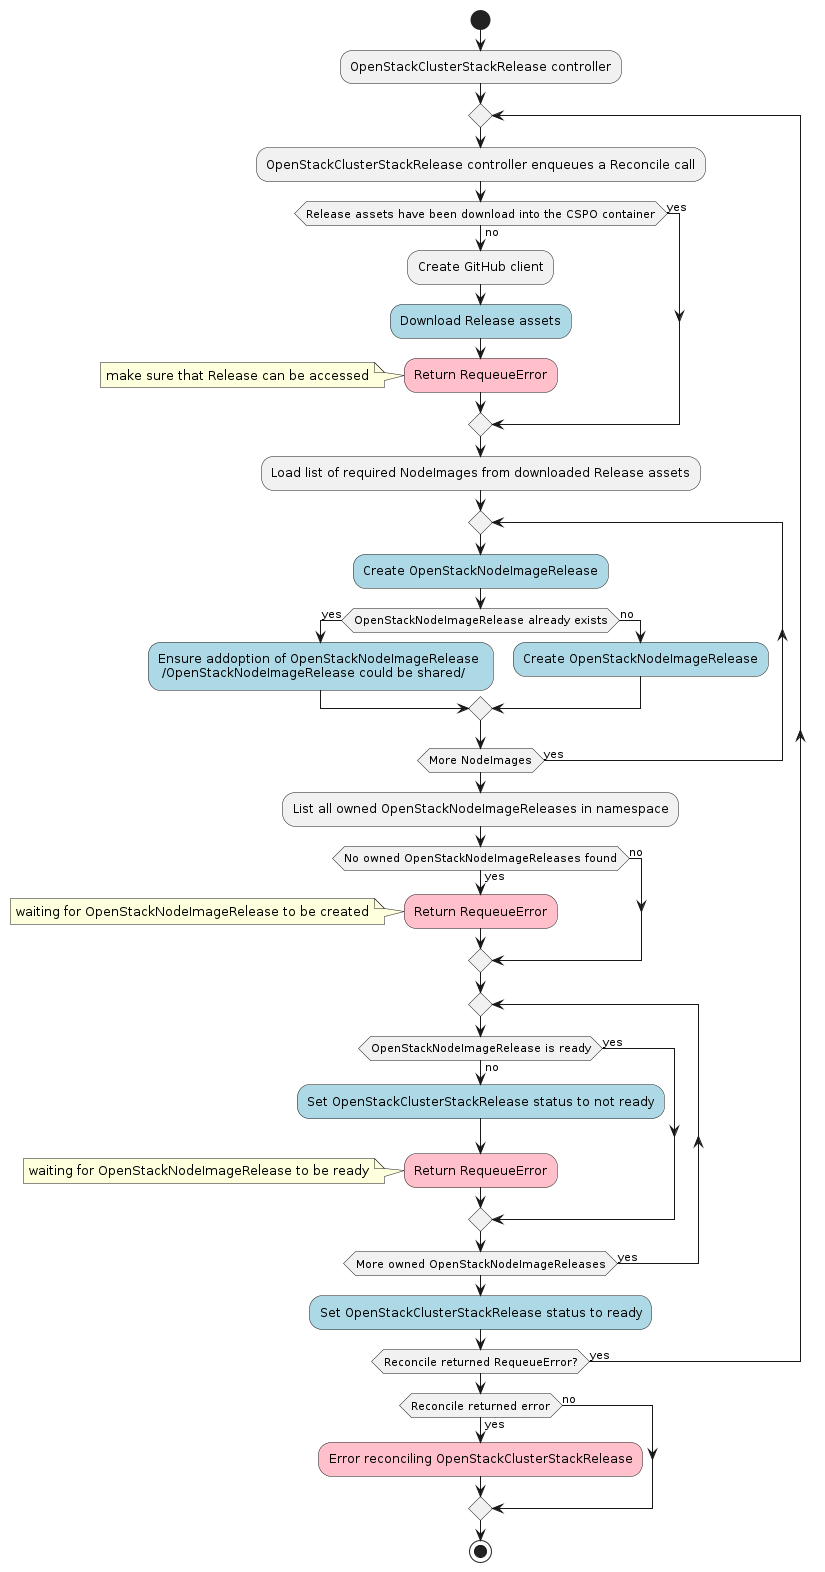 OpenStackClusterStackRelease controller
OpenStackClusterStackRelease controller enqueues a Reconcile call
Release assets have been download into the CSPO container
yes
no
Create GitHub client
Download Release assets
make sure that Release can be accessed
Return RequeueError
Load list of required NodeImages from downloaded Release assets
Create OpenStackNodeImageRelease
yes
OpenStackNodeImageRelease already exists
no
Ensure addoption of OpenStackNodeImageRelease
/OpenStackNodeImageRelease could be shared/
Create OpenStackNodeImageRelease
More NodeImages
yes
List all owned OpenStackNodeImageReleases in namespace
No owned OpenStackNodeImageReleases found
no
yes
waiting for OpenStackNodeImageRelease to be created
Return RequeueError
OpenStackNodeImageRelease is ready
yes
no
Set OpenStackClusterStackRelease status to not ready
waiting for OpenStackNodeImageRelease to be ready
Return RequeueError
More owned OpenStackNodeImageReleases
yes
Set OpenStackClusterStackRelease status to ready
Reconcile returned RequeueError?
yes
Reconcile returned error
no
yes
Error reconciling OpenStackClusterStackRelease